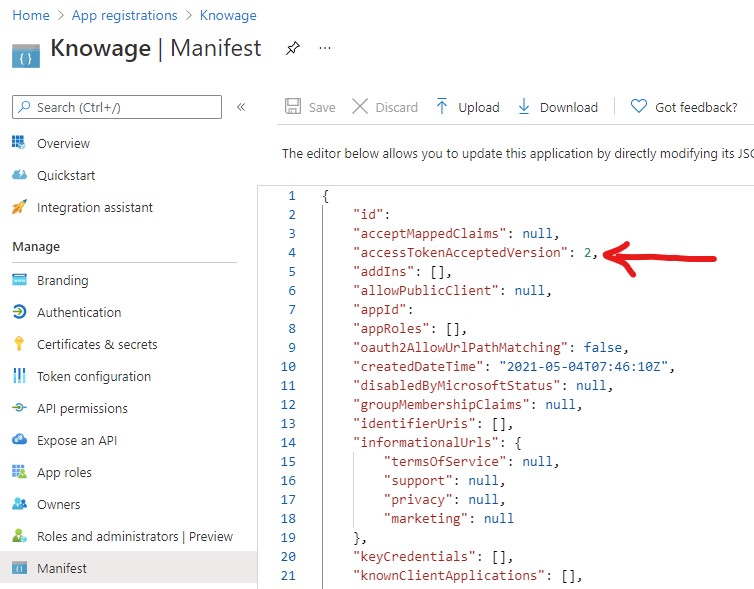 Home > App registrations > Knowage
Knowage | Manifest ...
Search (Ctrl+/) «
Save Discard Upload Download Got feedback?
Overview
Quickstart
Integration assistant
Manage
Branding
Authentication
Certificates & secrets
Token configuration
API permissions
Expose an API
App roles
Owners
Roles and administrators | Preview
Manifest
The editor below allows you to update this application by directly modifying its JSO
1 {
2 "id":
3 "acceptMappedClaims": null,
4 "accessTokenAcceptedVersion": 2,
5 "addIns": [],
6 "allowPublicClient": null,
7 "appId":
8 "appRoles": [],
9 "oauth2AllowUrlPathMatching": false,
10 "createdDateTime": "2021-05-04T07:46:10Z",
11 "disabledByMicrosoftStatus": null,
12 "groupMembershipClaims": null,
13 "identifierUris": [],
14 "informationalUrls": {
15 "termsOfService": null,
16 "support": null,
17 "privacy": null,
18 "marketing": null
19 },
20 "keyCredentials": [],
21 "knownClientApplications": [],